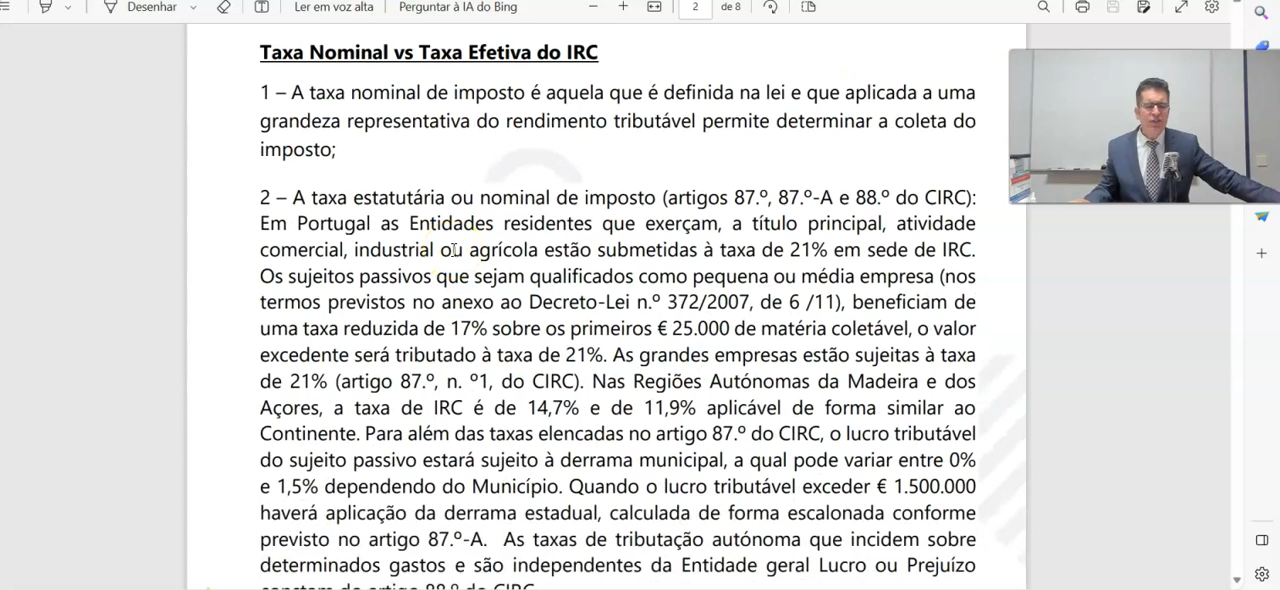 Desenhar
Ler em voz alta
Perguntar à IA do Bing
2 de 8
Taxa Nominal vs Taxa Efetiva do IRC
1 – A taxa nominal de imposto é aquela que é definida na lei e que aplicada a uma
grandeza representativa do rendimento tributável permite determinar a coleta do
imposto;
2 – A taxa estatutária ou nominal de imposto (artigos 87.º, 87.º-A e 88.º do CIRC):
Em Portugal as Entidades residentes que exerçam, a título principal, atividade
comercial, industrial ou agrícola estão submetidas à taxa de 21% em sede de IRC.
Os sujeitos passivos que sejam qualificados como pequena ou média empresa (nos
termos previstos no anexo ao Decreto-Lei n.º 372/2007, de 6 /11), beneficiam de
uma taxa reduzida de 17% sobre os primeiros € 25.000 de matéria coletável, o valor
excedente será tributado à taxa de 21%. As grandes empresas estão sujeitas à taxa
de 21% (artigo 87.º, n. º1, do CIRC). Nas Regiões Autónomas da Madeira e dos
Açores, a taxa de IRC é de 14,7% e de 11,9% aplicável de forma similar ao
Continente. Para além das taxas elencadas no artigo 87.º do CIRC, o lucro tributável
do sujeito passivo estará sujeito à derrama municipal, a qual pode variar entre 0%
e 1,5% dependendo do Município. Quando o lucro tributável exceder € 1.500.000
haverá aplicação da derrama estadual, calculada de forma escalonada conforme
previsto no artigo 87.º-A. As taxas de tributação autónoma que incidem sobre
determinados gastos e são independentes da Entidade geral Lucro ou Prejuízo
constam do artigo 88.º do CIRC